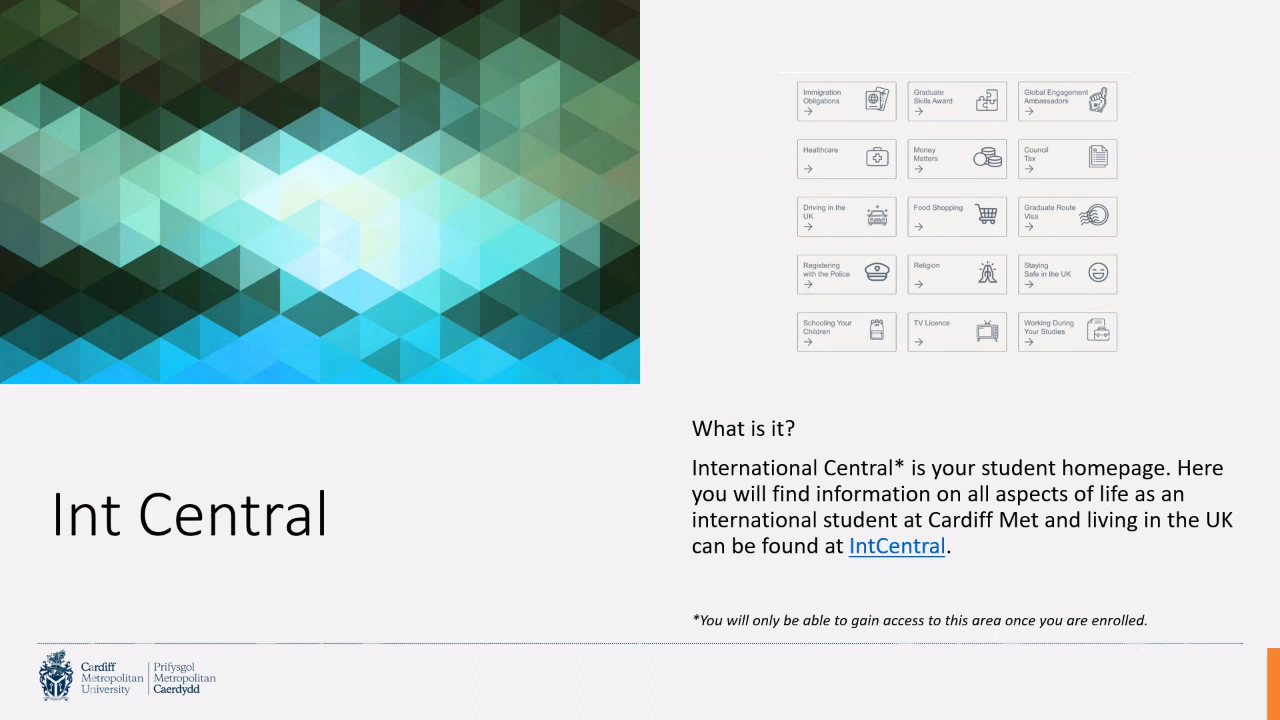 Immigration
Obligations
Graduate
Skills Award
Global Engagement
Ambassadors
Healthcare
Money
Matters
Council
Tax
Driving in the
UK
Food Shopping
Graduate Route
Visa
Registering
with the Police
Religion
Staying
Safe in the UK
Schooling Your
Children
TV Licence
Working During
Your Studies
Int Central
What is it?
International Central* is your student homepage. Here
you will find information on all aspects of life as an
international student at Cardiff Met and living in the UK
can be found at IntCentral.
*You will only be able to gain access to this area once you are enrolled.
Cardiff
Metropolitan
University
Prifysgol
Metropolitan
Caerdydd